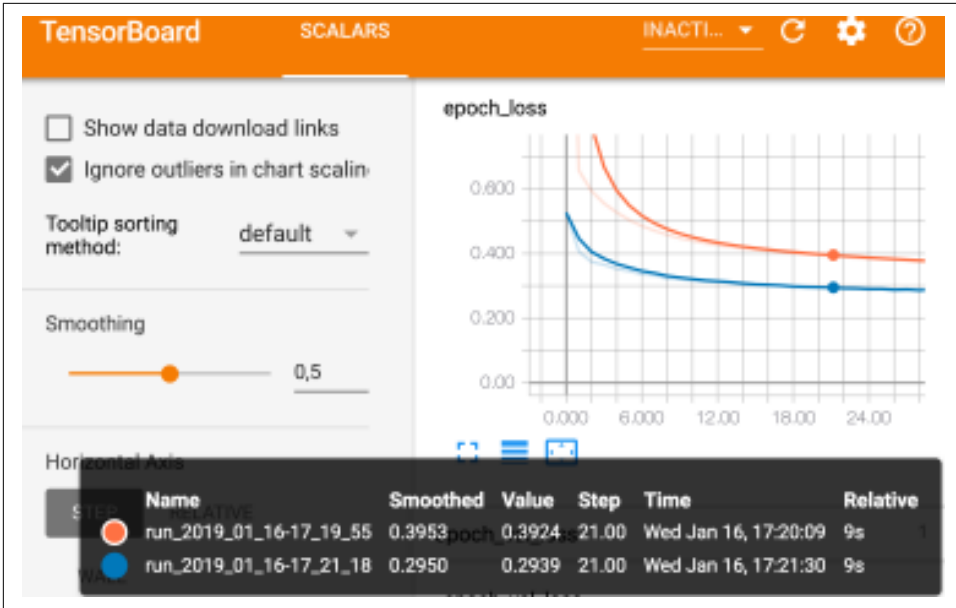 TensorBoard SCALARS INACTI...
epoch_loss
Show data download links
Ignore outliers in chart scalin
Tooltip sorting
method:
default
Smoothing
0,5
0.600
0.400
0.200
0.00
0.000 6.000 12.00 18.00 24.00
Horizontal Axis
STEP RELATIVE
WALL
Name Smoothed Value Step Time Relative
run_2019_01_16-17_19_55 0.3953 0.3924 21.00 Wed Jan 16, 17:20:09 9s
run_2019_01_16-17_21_18 0.2950 0.2939 21.00 Wed Jan 16, 17:21:30 9s
1